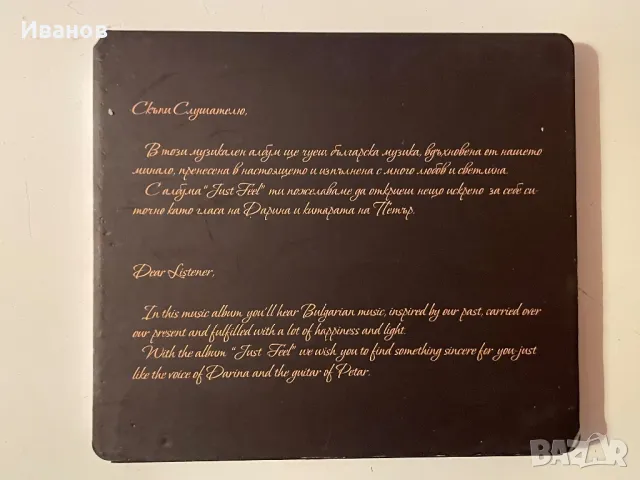 Иванов
Скъпи Слушателю,
В този музикален албум ще чуеш българска музика, вдъхновена от нашето
минало, пренесена в настоящето и изпълнена с много любов и светлина.
С албума "Just Feel" ти пожелаваме да откриеш нещо искрено за себе си-
точно като гласа на Дарина и китарата на Петър.
Dear Listener,
In this music album you'll hear Bulgarian music, inspired by our past, carried over
our present and fulfilled with a lot of happiness and light.
With the album "Just Feel" we wish you to find something sincere for you-just
like the voice of Darina and the guitar of Petar.
BAZAR